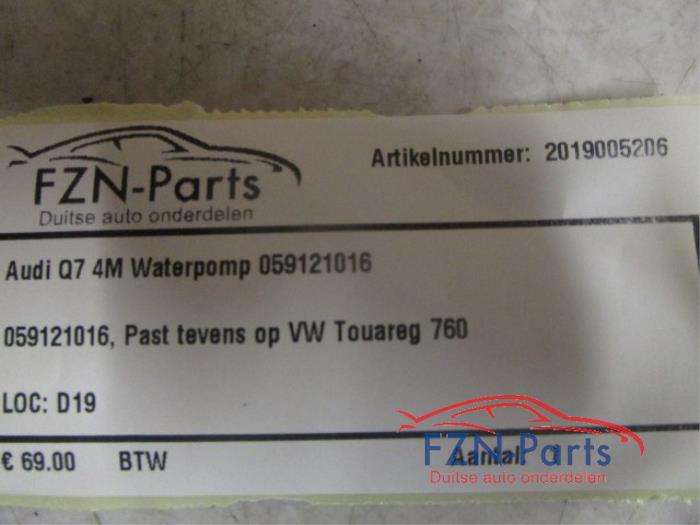 FZN-Parts
Duitse auto onderdelen
Artikelnummer: 2019005206
Audi Q7 4M Waterpomp 059121016
059121016, Past tevens op VW Touareg 760
LOC: D19
€ 69.00 BTW Aantal:
FZN-Parts
Duitse auto onderdelen